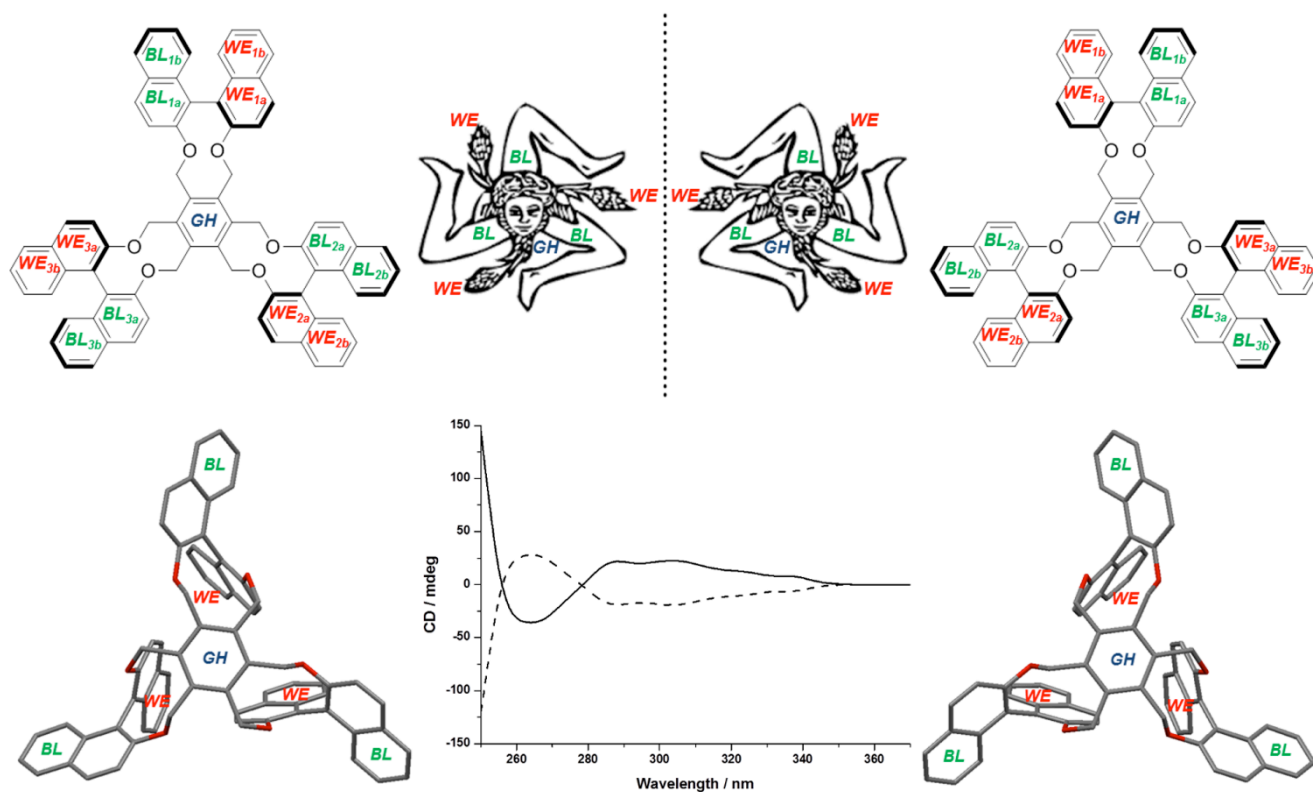 BL1b WE1b
BL1a WE1a
O O
GH
WE3a O O BL2a
WE3b O O BL2b
BL3a WE2a
BL3b WE2b
WE
BL
WE
BL GH BL
WE
WE
BL
WE
BL GH BL
WE
WE1b BL1b
WE1a BL1a
O O
GH
BL2a O O WE3a
BL2b O O WE3b
WE2a BL3a
WE2b BL3b
BL
WE
GH
WE WE
BL BL
150
100
50
0
-50
-100
-150
CD / mdeg
260 280 300 320 340 360
Wavelength / nm
BL
WE
GH
WE WE
BL BL